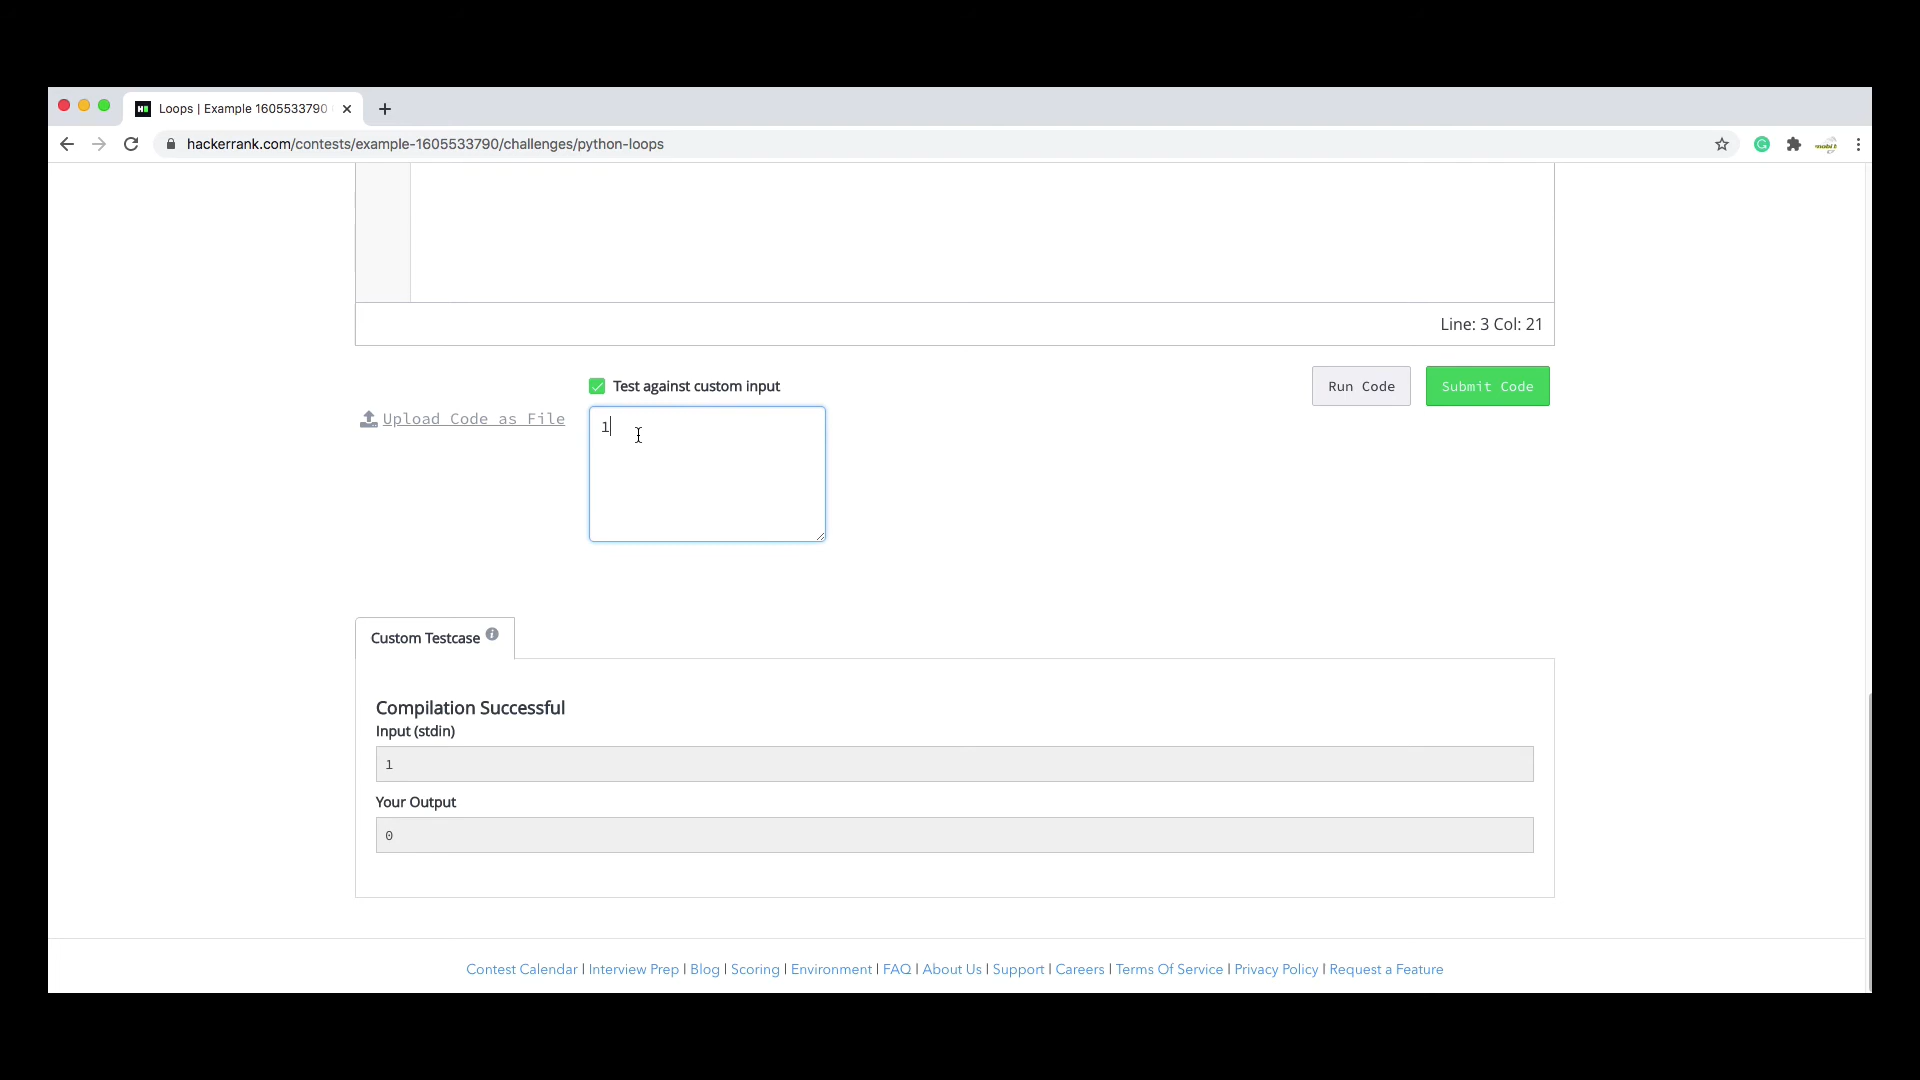 Loops | Example 1605533790
hackerrank.com/contests/example-1605533790/challenges/python-loops
Line: 3 Col: 21
Test against custom input
Run Code
Submit Code
Upload Code as File
1
Custom Testcase
Compilation Successful
Input (stdin)
1
Your Output
0
Contest Calendar | Interview Prep | Blog | Scoring | Environment | FAQ | About Us | Support | Careers | Terms Of Service | Privacy Policy | Request a Feature